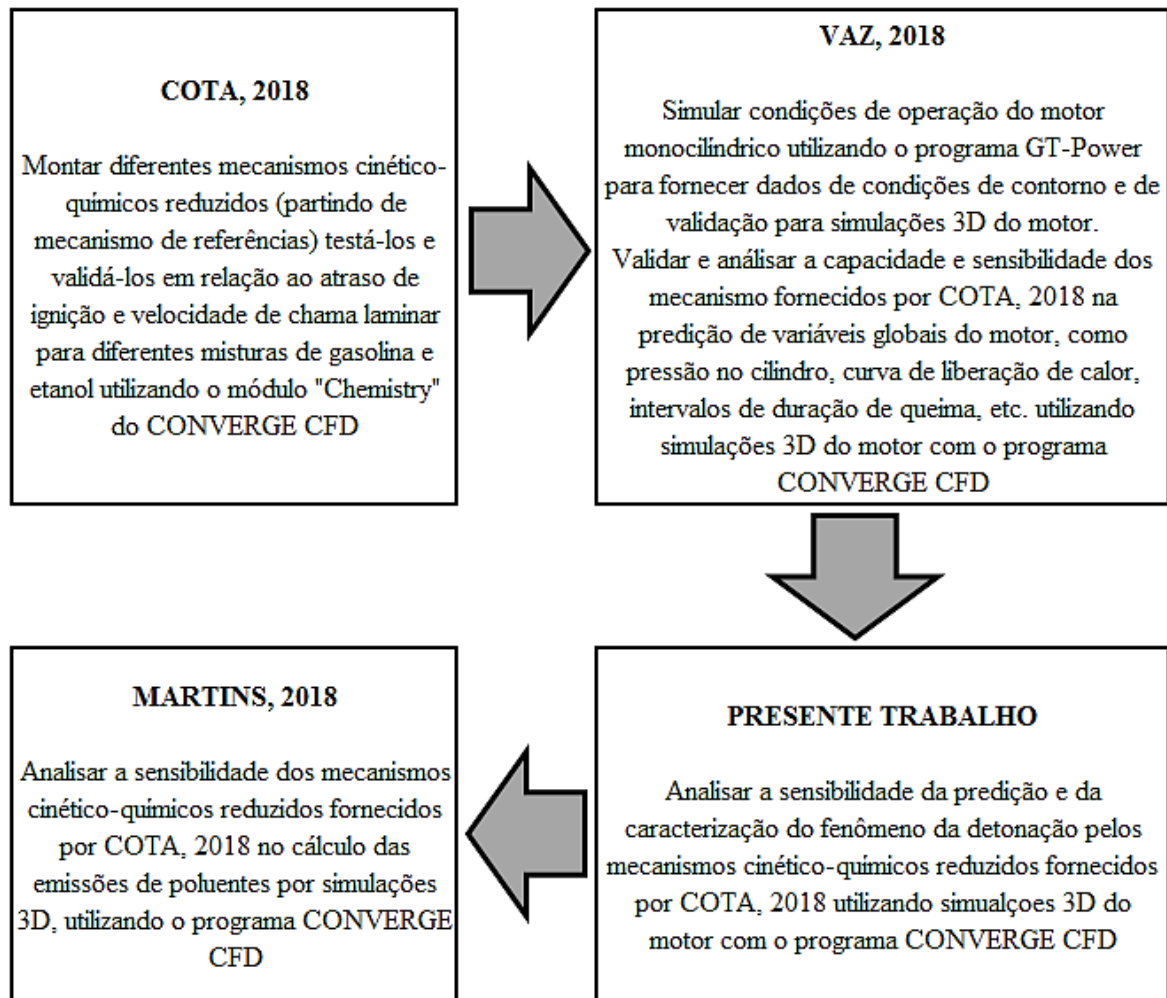 COTA, 2018
Montar diferentes mecanismos cinético-
químicos reduzidos (partindo de
mecanismo de referências) testá-los e
validá-los em relação ao atraso de
ignição e velocidade de chama laminar
para diferentes misturas de gasolina e
etanol utilizando o módulo "Chemistry"
do CONVERGE CFD
VAZ, 2018
Simular condições de operação do motor
monocilíndrico utilizando o programa GT-Power
para fornecer dados de condições de contorno e de
validação para simulações 3D do motor.
Validar e análisar a capacidade e sensibilidade dos
mecanismo fornecidos por COTA, 2018 na
predição de variáveis globais do motor, como
pressão no cilindro, curva de liberação de calor,
intervalos de duração de queima, etc. utilizando
simulações 3D do motor com o programa
CONVERGE CFD
PRESENTE TRABALHO
Analisar a sensibilidade da predição e da
caracterização do fenômeno da detonação pelos
mecanismos cinético-químicos reduzidos fornecidos
por COTA, 2018 utilizando simualçoes 3D do
motor com o programa CONVERGE CFD
MARTINS, 2018
Analisar a sensibilidade dos mecanismos
cinético-químicos reduzidos fornecidos
por COTA, 2018 no cálculo das
emissões de poluentes por simulações
3D, utilizando o programa CONVERGE
CFD